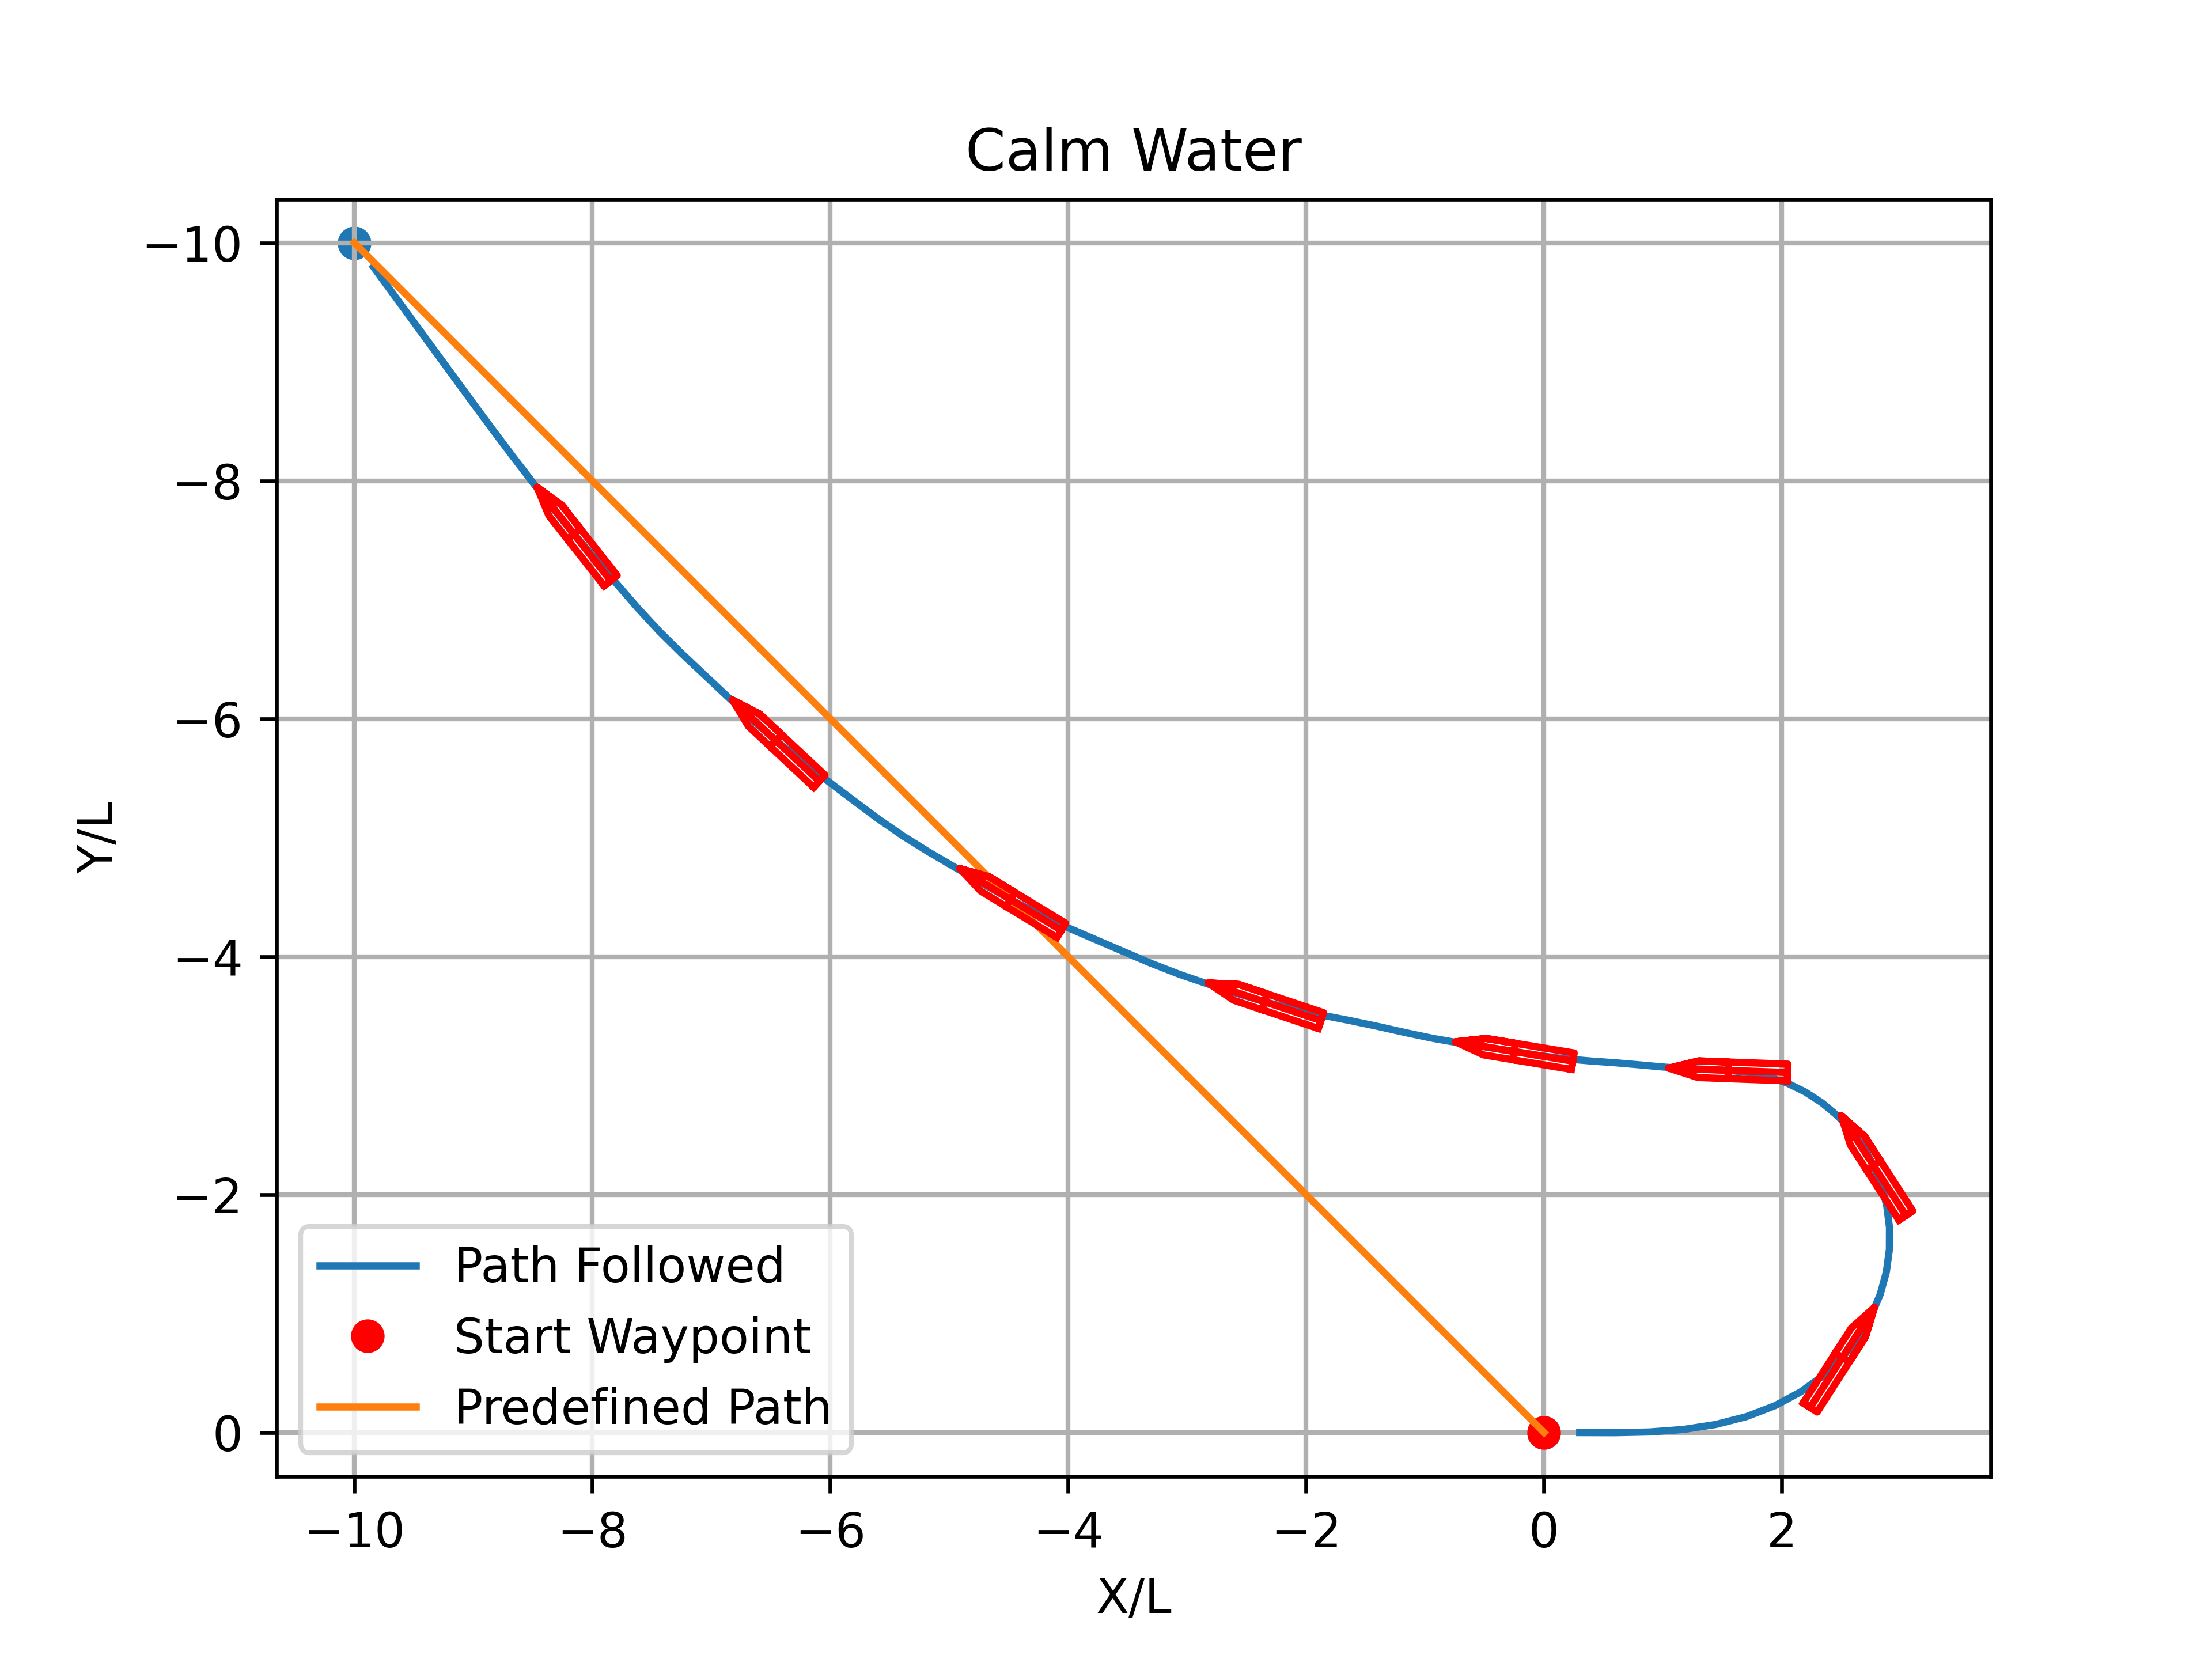 Calm Water
−10
−8
−6
−4
−2
0
Y/L
Path Followed
Start Waypoint
Predefined Path
−10 −8 −6 −4 −2 0 2
X/L